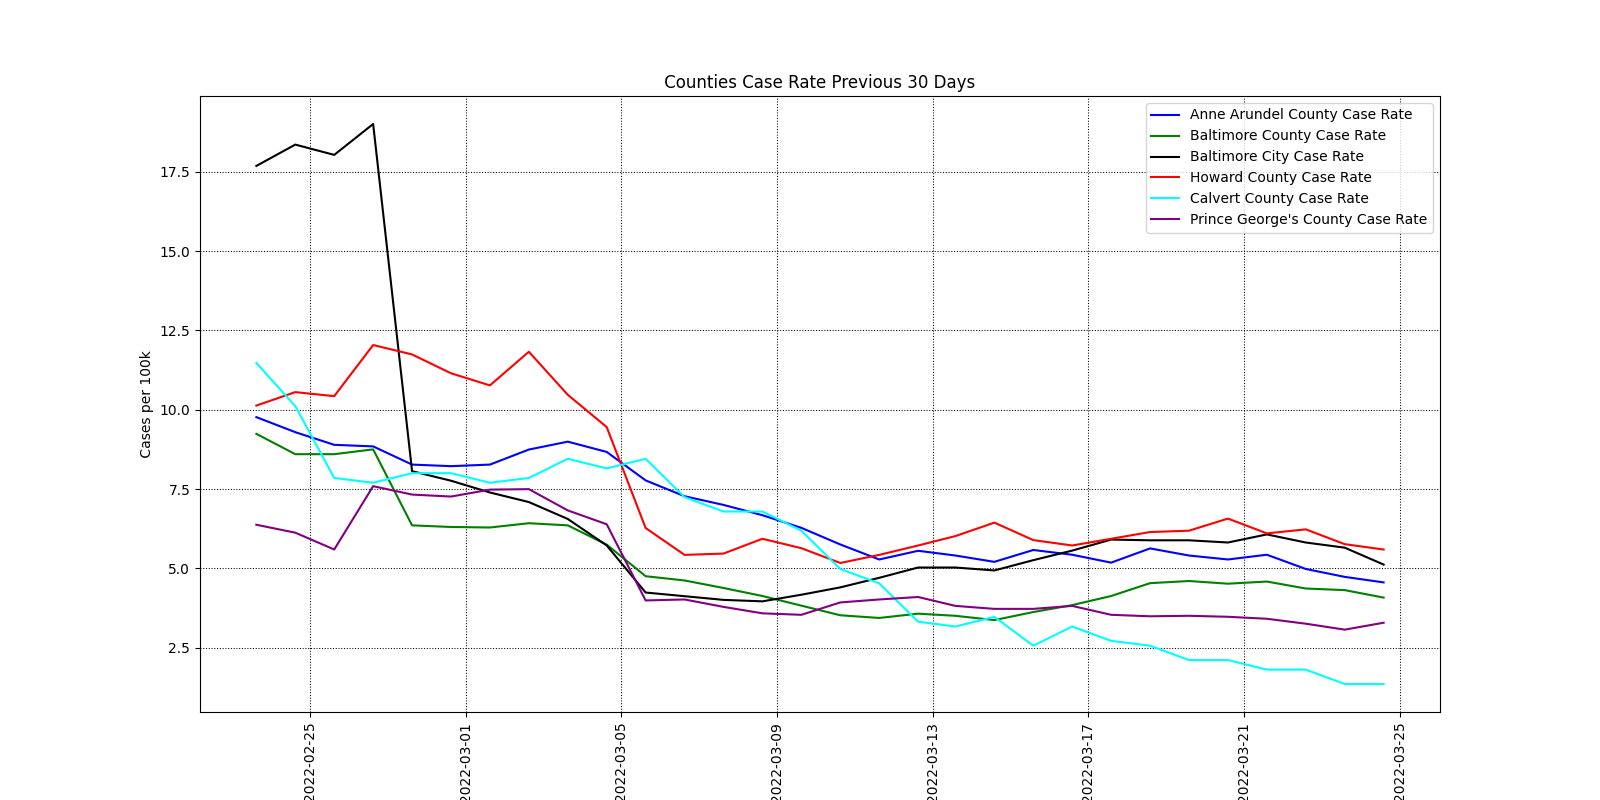 Counties Case Rate Previous 30 Days
Anne Arundel County Case Rate
Baltimore County Case Rate
Baltimore City Case Rate
Howard County Case Rate
Calvert County Case Rate
Prince George's County Case Rate
Cases per 100k
17.5
15.0
12.5
10.0
7.5
5.0
2.5
2022-02-25
2022-03-01
2022-03-05
2022-03-09
2022-03-13
2022-03-17
2022-03-21
2022-03-25